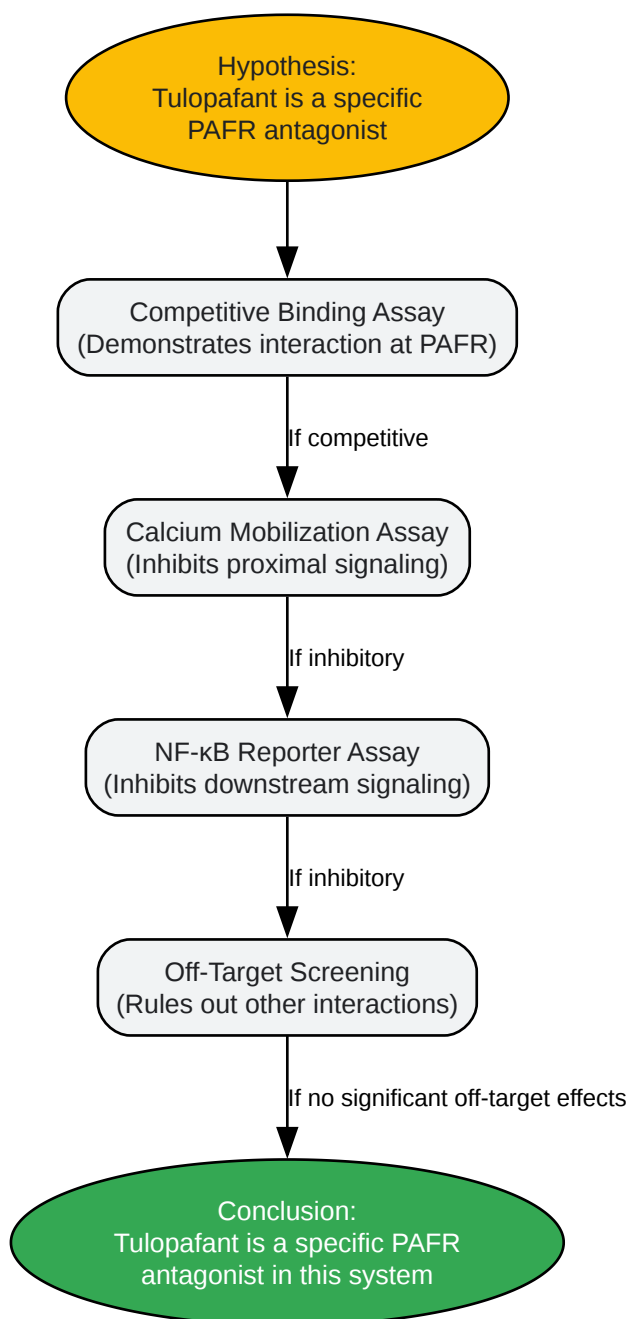 Hypothesis:
Tulopafant is a specific
PAFR antagonist
Competitive Binding Assay
(Demonstrates interaction at PAFR)
If competitive
Calcium Mobilization Assay
(Inhibits proximal signaling)
If inhibitory
NF-κB Reporter Assay
(Inhibits downstream signaling)
If inhibitory
Off-Target Screening
(Rules out other interactions)
If no significant off-target effects
Conclusion:
Tulopafant is a specific PAFR
antagonist in this system